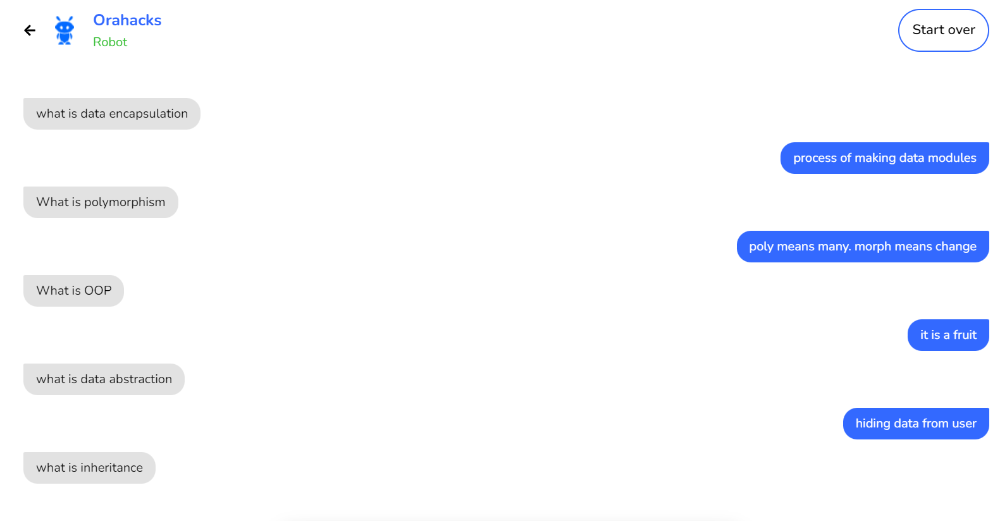 Orahacks
Robot
Start over
what is data encapsulation
process of making data modules
What is polymorphism
poly means many. morph means change
What is OOP
it is a fruit
what is data abstraction
hiding data from user
what is inheritance